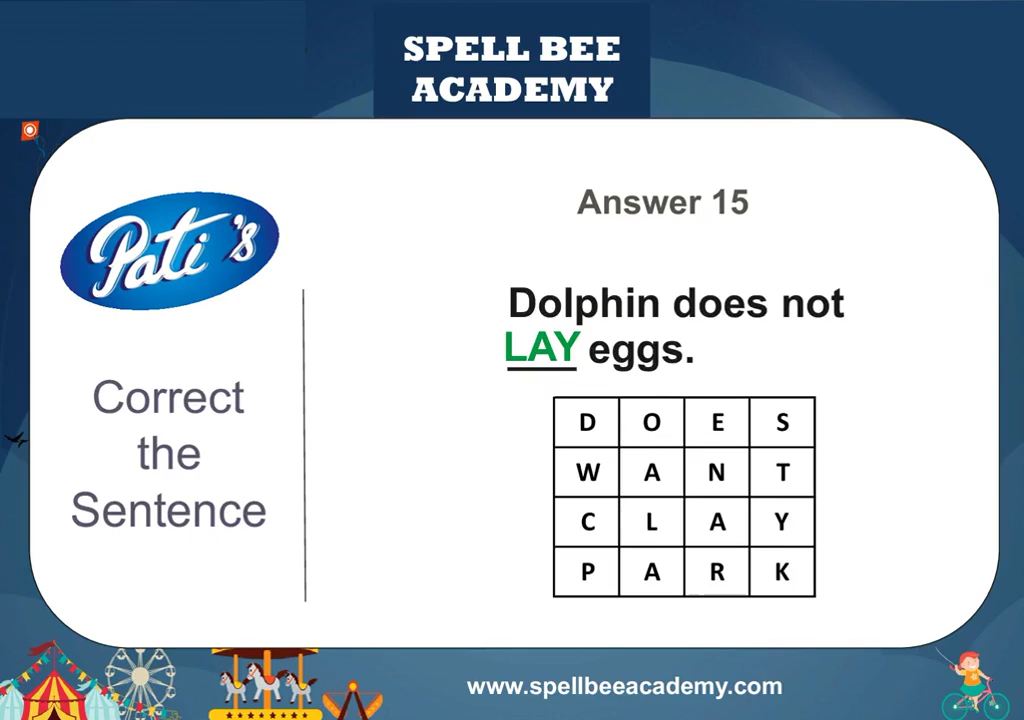 SPELL BEE
ACADEMY
Pati's
Correct
the
Sentence
Answer 15
Dolphin does not
LAY eggs.
D O E S
W A N T
C L A Y
P A R K
www.spellbeeacademy.com